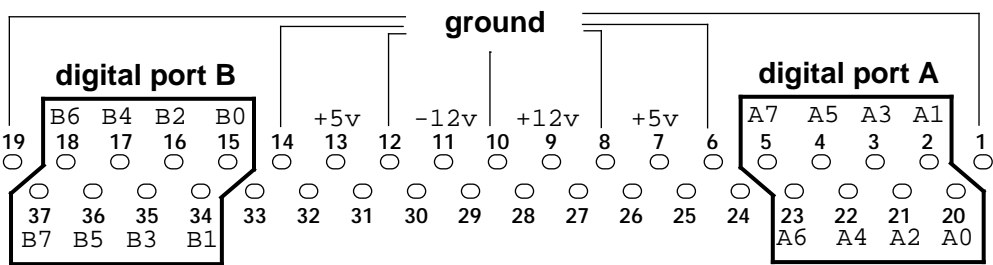 ground
digital port B digital port A
B6 B4 B2 B0 +5v -12v +12v +5v A7 A5 A3 A1
19 18 17 16 15 14 13 12 11 10 9 8 7 6 5 4 3 2 1
37 36 35 34 33 32 31 30 29 28 27 26 25 24 23 22 21 20
B7 B5 B3 B1 A6 A4 A2 A0